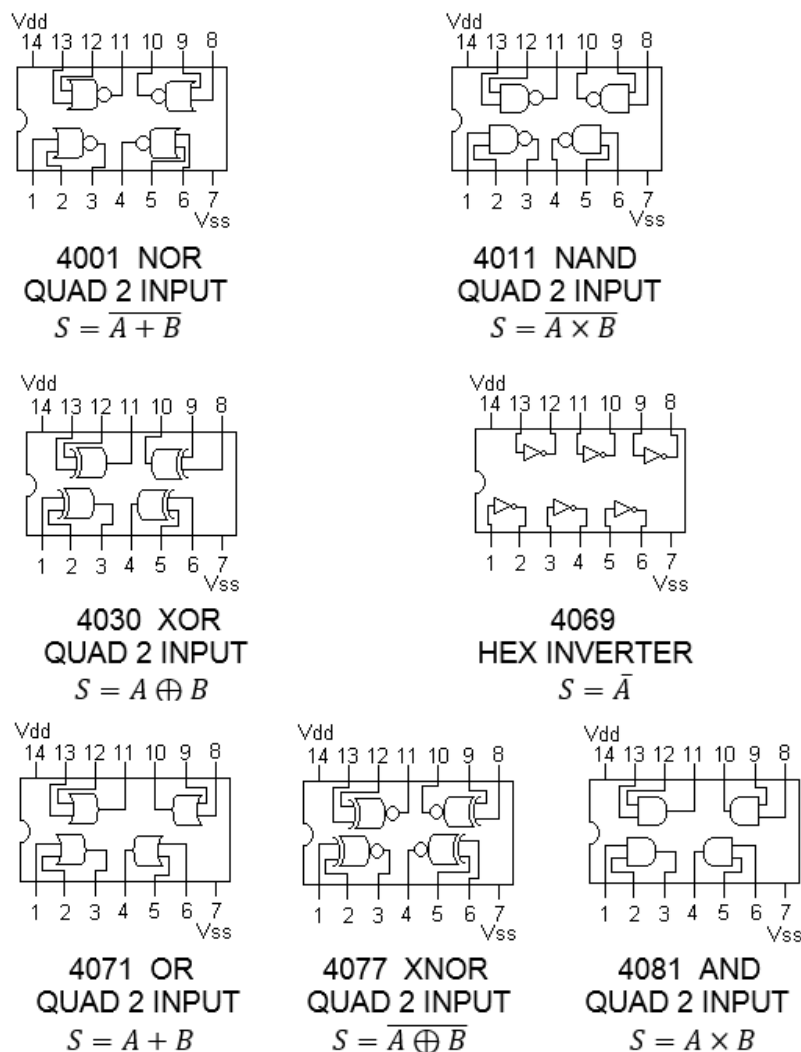 Vdd
14 13 12 11 10 9 8
1 2 3 4 5 6 7
Vss
4001 NOR
QUAD 2 INPUT
S = \overline{A + B}
Vdd
14 13 12 11 10 9 8
1 2 3 4 5 6 7
Vss
4011 NAND
QUAD 2 INPUT
S = \overline{A × B}
Vdd
14 13 12 11 10 9 8
1 2 3 4 5 6 7
Vss
4030 XOR
QUAD 2 INPUT
S = A ⊕ B
Vdd
14 13 12 11 10 9 8
1 2 3 4 5 6 7
Vss
4069
HEX INVERTER
S = \overline{A}
Vdd
14 13 12 11 10 9 8
1 2 3 4 5 6 7
Vss
4071 OR
QUAD 2 INPUT
S = A + B
Vdd
14 13 12 11 10 9 8
1 2 3 4 5 6 7
Vss
4077 XNOR
QUAD 2 INPUT
S = \overline{A ⊕ B}
Vdd
14 13 12 11 10 9 8
1 2 3 4 5 6 7
Vss
4081 AND
QUAD 2 INPUT
S = A × B